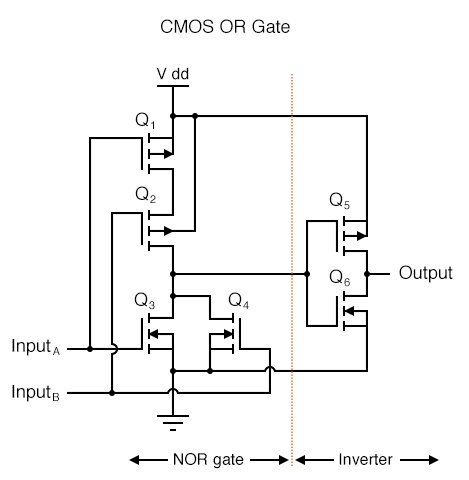 CMOS OR Gate
V dd
Q1
Q2
Q5
Q3
Q4
Q6
Output
InputA
InputB
NOR gate
Inverter